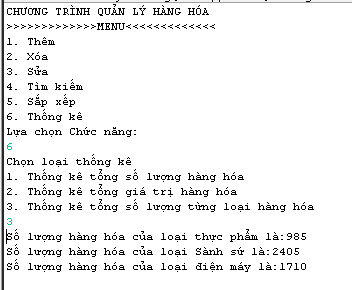 CHƯƠNG TRÌNH QUẢN LÝ HÀNG HÓA
>>>>>>>>>>>>>MENU<<<<<<<<<<<<<
1. Thêm
2. Xóa
3. Sửa
4. Tìm kiếm
5. Sắp xếp
6. Thống kê
Lựa chọn Chức năng:
6
Chọn loại thống kê
1. Thống kê tổng số lượng hàng hóa
2. Thống kê tổng giá trị hàng hóa
3. Thống kê tổng số lượng từng loại hàng hóa
3
Số lượng hàng hóa của loại thực phẩm là:985
Số lượng hàng hóa của loại Sành sứ là:2405
Số lượng hàng hóa của loại điện máy là:1710